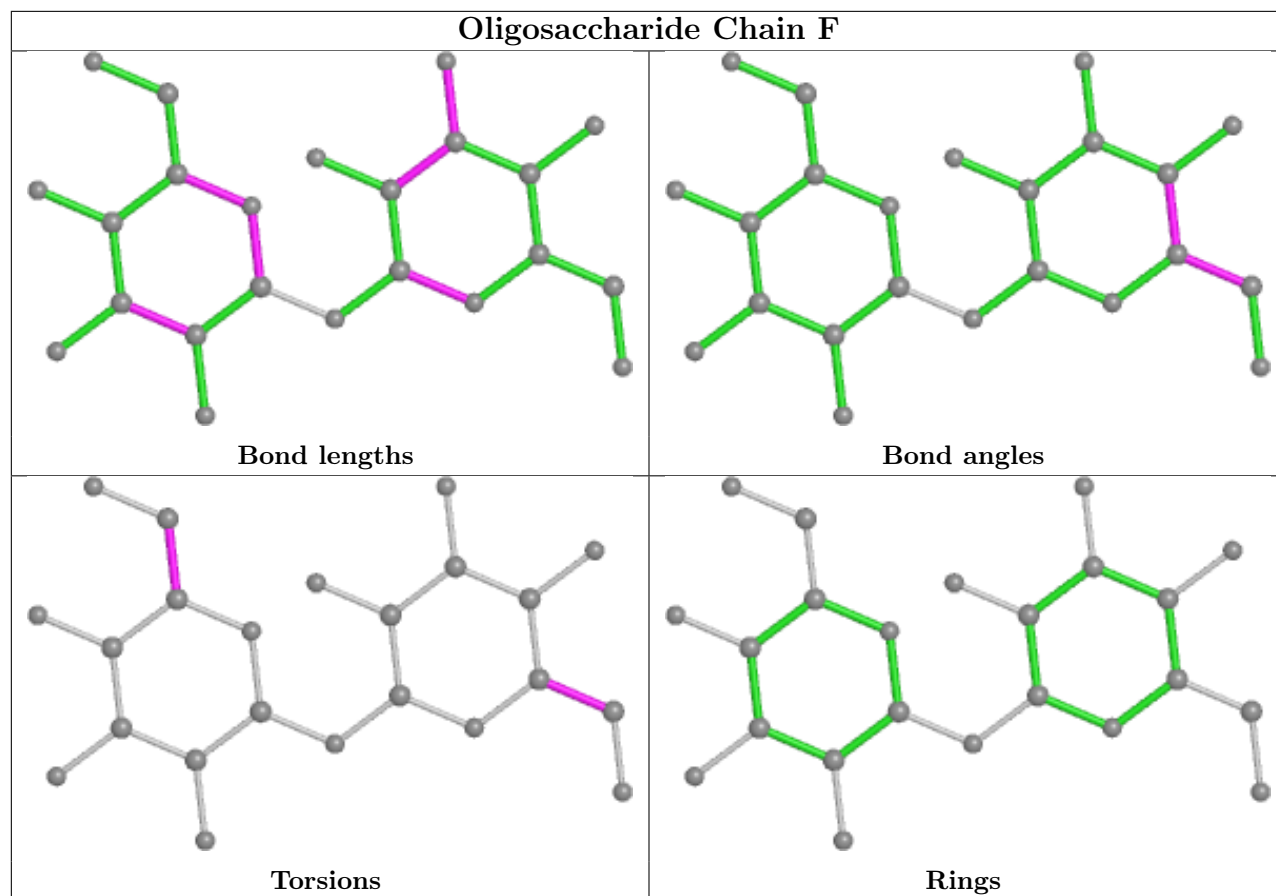 Oligosaccharide Chain F
Bond lengths
Bond angles
Torsions
Rings